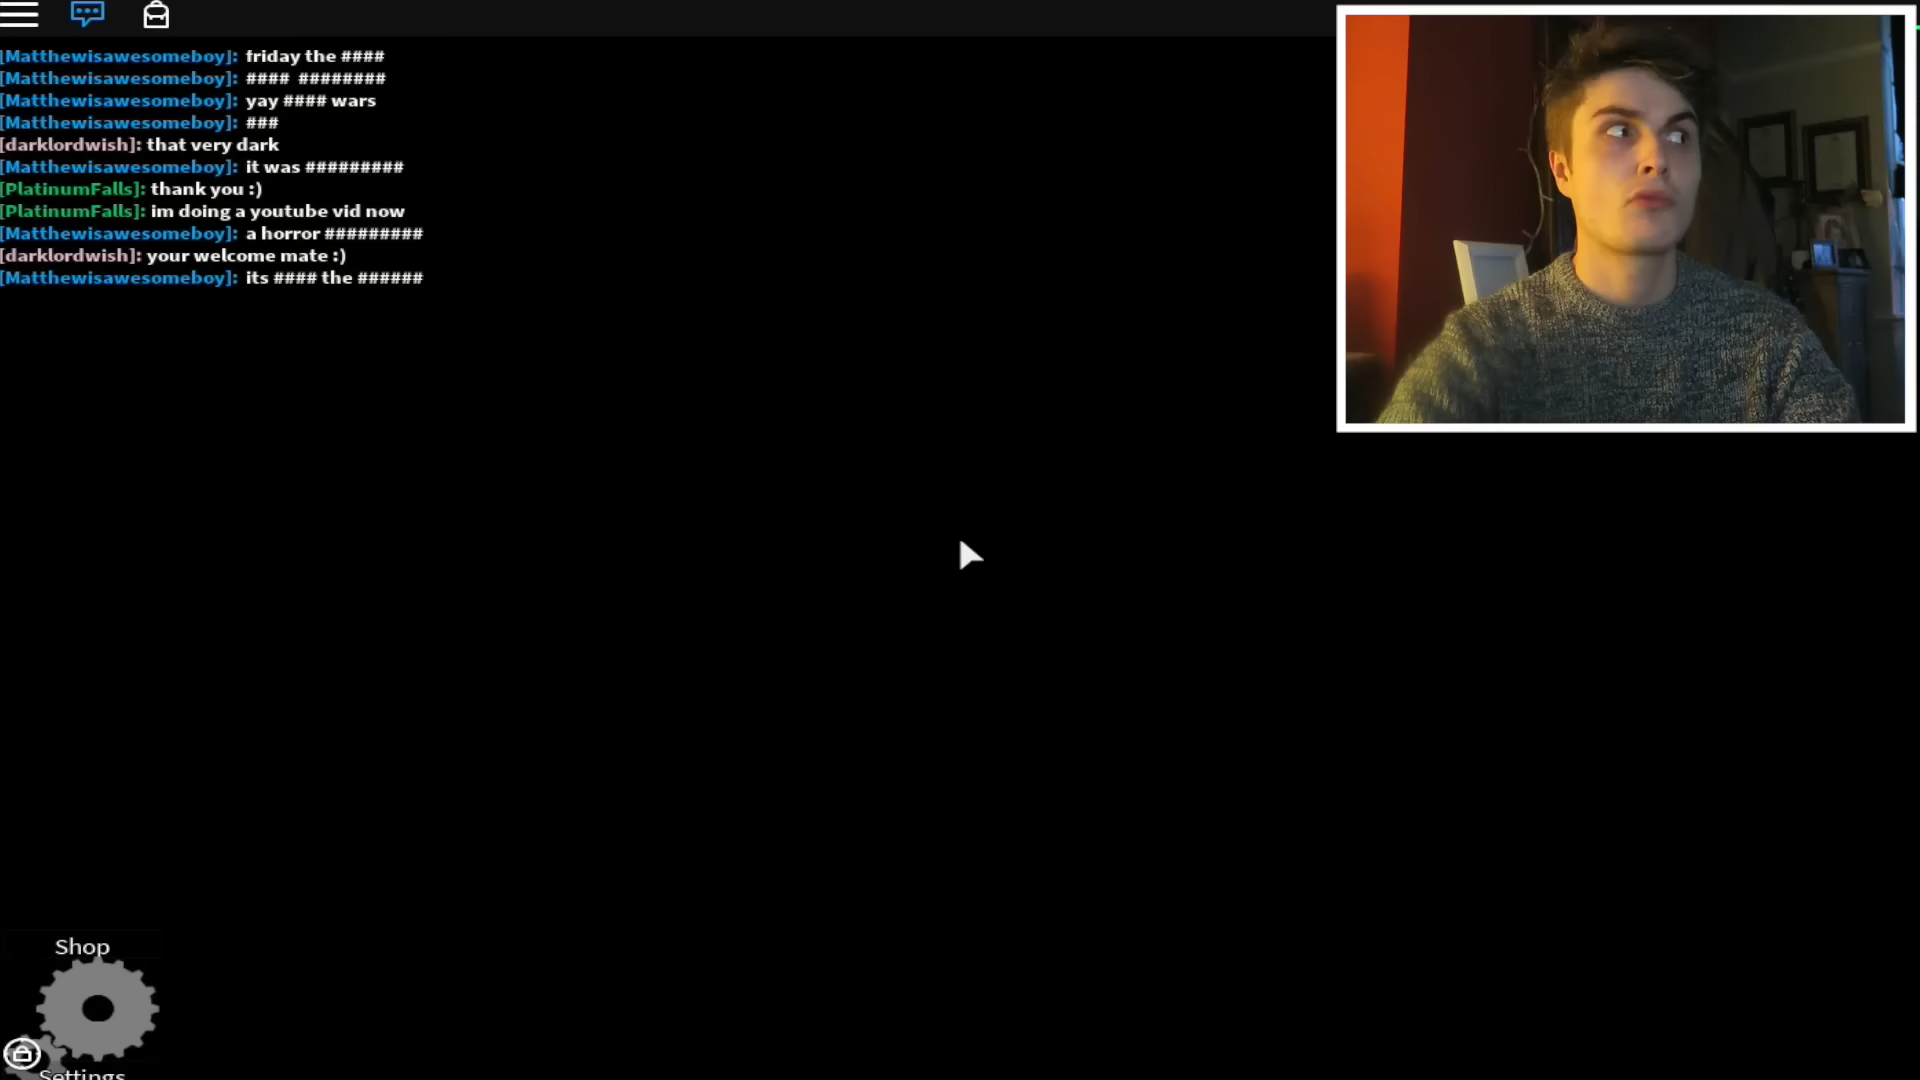 [Matthewisawesomeboy]: friday the ####
[Matthewisawesomeboy]: #### ########
[Matthewisawesomeboy]: yay #### wars
[Matthewisawesomeboy]: ###
[darklordwish]: that very dark
[Matthewisawesomeboy]: it was #########
[PlatinumFalls]: thank you :)
[PlatinumFalls]: im doing a youtube vid now
[Matthewisawesomeboy]: a horror #########
[darklordwish]: your welcome mate :)
[Matthewisawesomeboy]: its #### the ######
Shop
Settings